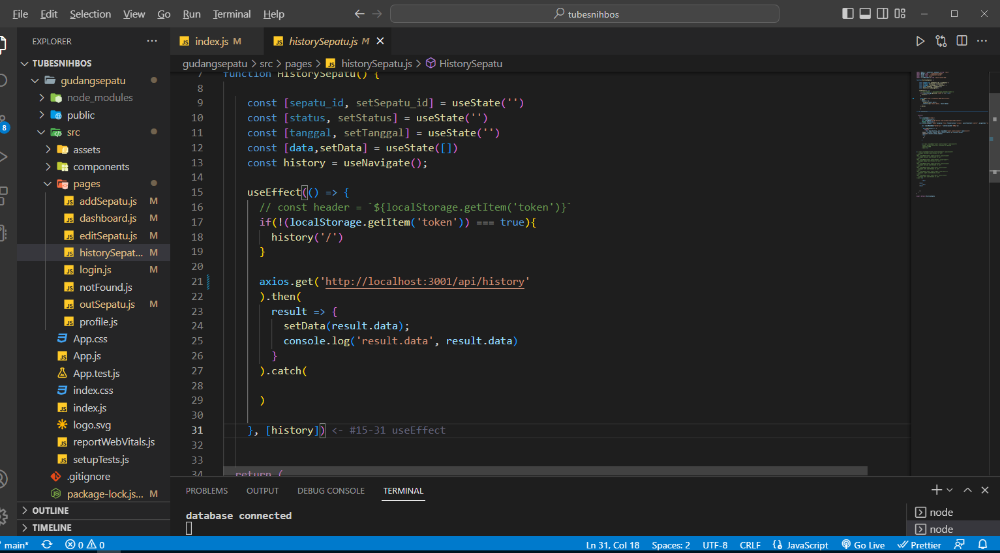 File Edit Selection View Go Run Terminal Help
tubesnihbos
EXPLORER
TUBESNIHBOS
gudangsepatu
node_modules
public
src
assets
components
pages
addSepatu.js M
dashboard.js M
editSepatu.js M
historySepat... M
login.js M
notFound.js
outSepatu.js M
profile.js
App.css
App.js
App.test.js
index.css
index.js
logo.svg
reportWebVitals.js
setupTests.js
.gitignore
package-lock.js... M
OUTLINE
TIMELINE
8
index.js M
historySepatu.js M
gudangsepatu > src > pages > historySepatu.js > HistorySepatu
7 function HistorySepatu() {
8
9 const [sepatu_id, setSepatu_id] = useState('')
10 const [status, setStatus] = useState('')
11 const [tanggal, setTanggal] = useState('')
12 const [data,setData] = useState([])
13 const history = useNavigate();
14
15 useEffect(() => {
16 // const header = `${localStorage.getItem('token')}`
17 if(!(localStorage.getItem('token')) === true){
18 history('/')
19 }
20
21 axios.get('http://localhost:3001/api/history'
22 ).then(
23 result => {
24 setData(result.data);
25 console.log('result.data', result.data)
26 }
27 ).catch(
28
29 )
30
31 }, [history]) <- #15-31 useEffect
32
33
34 return (
PROBLEMS OUTPUT DEBUG CONSOLE TERMINAL
database connected
node
node
main* 0 0 Ln 31, Col 18 Spaces: 2 UTF-8 CRLF JavaScript Go Live Prettier